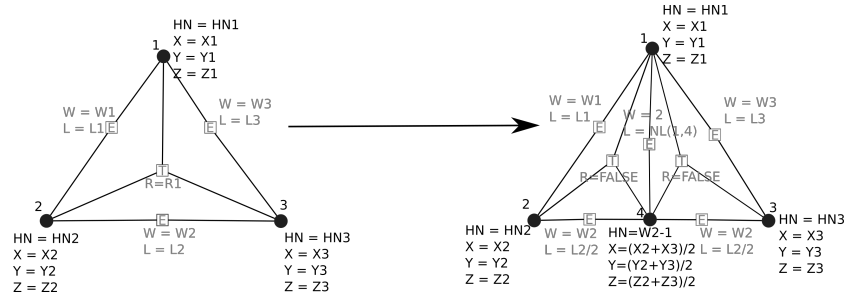 HN = HN1
X = X1
Y = Y1
Z = Z1
1
W = W1
L = L1
E
W = W3
L = L3
E
T
R=R1
2
3
E
W = W2
L = L2
HN = HN2
X = X2
Y = Y2
Z = Z2
HN = HN3
X = X3
Y = Y3
Z = Z3
HN = HN1
X = X1
Y = Y1
Z = Z1
1
W = W1
L = L1
E
W = 2
L = NL(1,4)
E
W = W3
L = L3
E
T
R=FALSE
T
R=FALSE
2
4
3
E
W = W2
L = L2/2
E
W = W2
L = L2/2
HN = HN2
X = X2
Y = Y2
Z = Z2
HN=W2-1
X=(X2+X3)/2
Y=(Y2+Y3)/2
Z=(Z2+Z3)/2
HN = HN3
X = X3
Y = Y3
Z = Z3